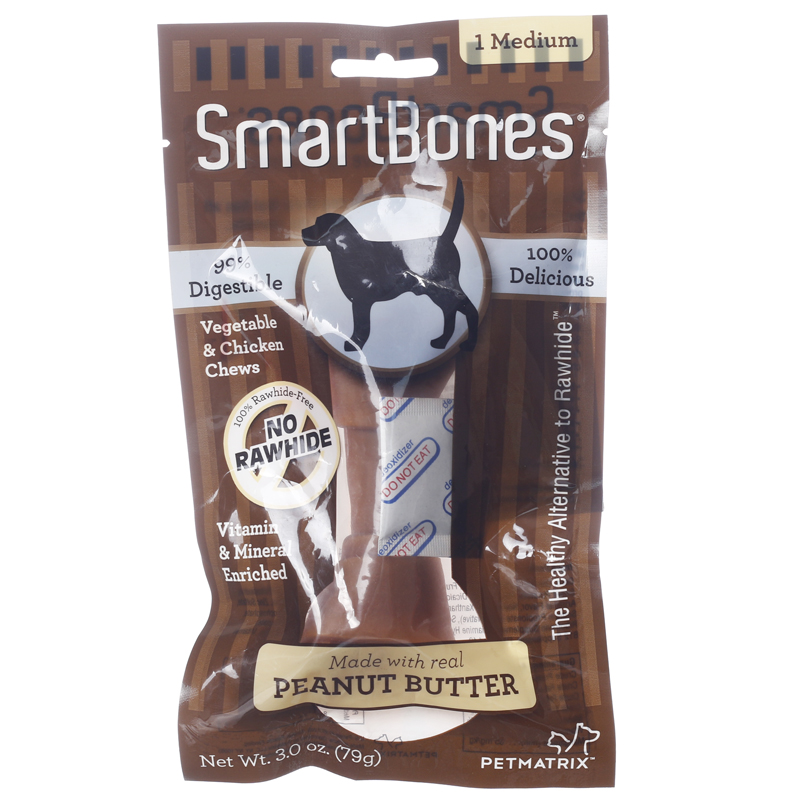 1 Medium
SmartBones®
99%
Digestible
100%
Delicious
Vegetable
& Chicken
Chews
100% Rawhide-Free
NO
RAWHIDE
Vitamin
& Mineral
Enriched
The Healthy Alternative to Rawhide™
DO NOT EAT
deoxidizer
DO NOT EAT
deoxidizer
Made with real
PEANUT BUTTER
Net Wt. 3.0 oz. (79g)
PETMATRIX™